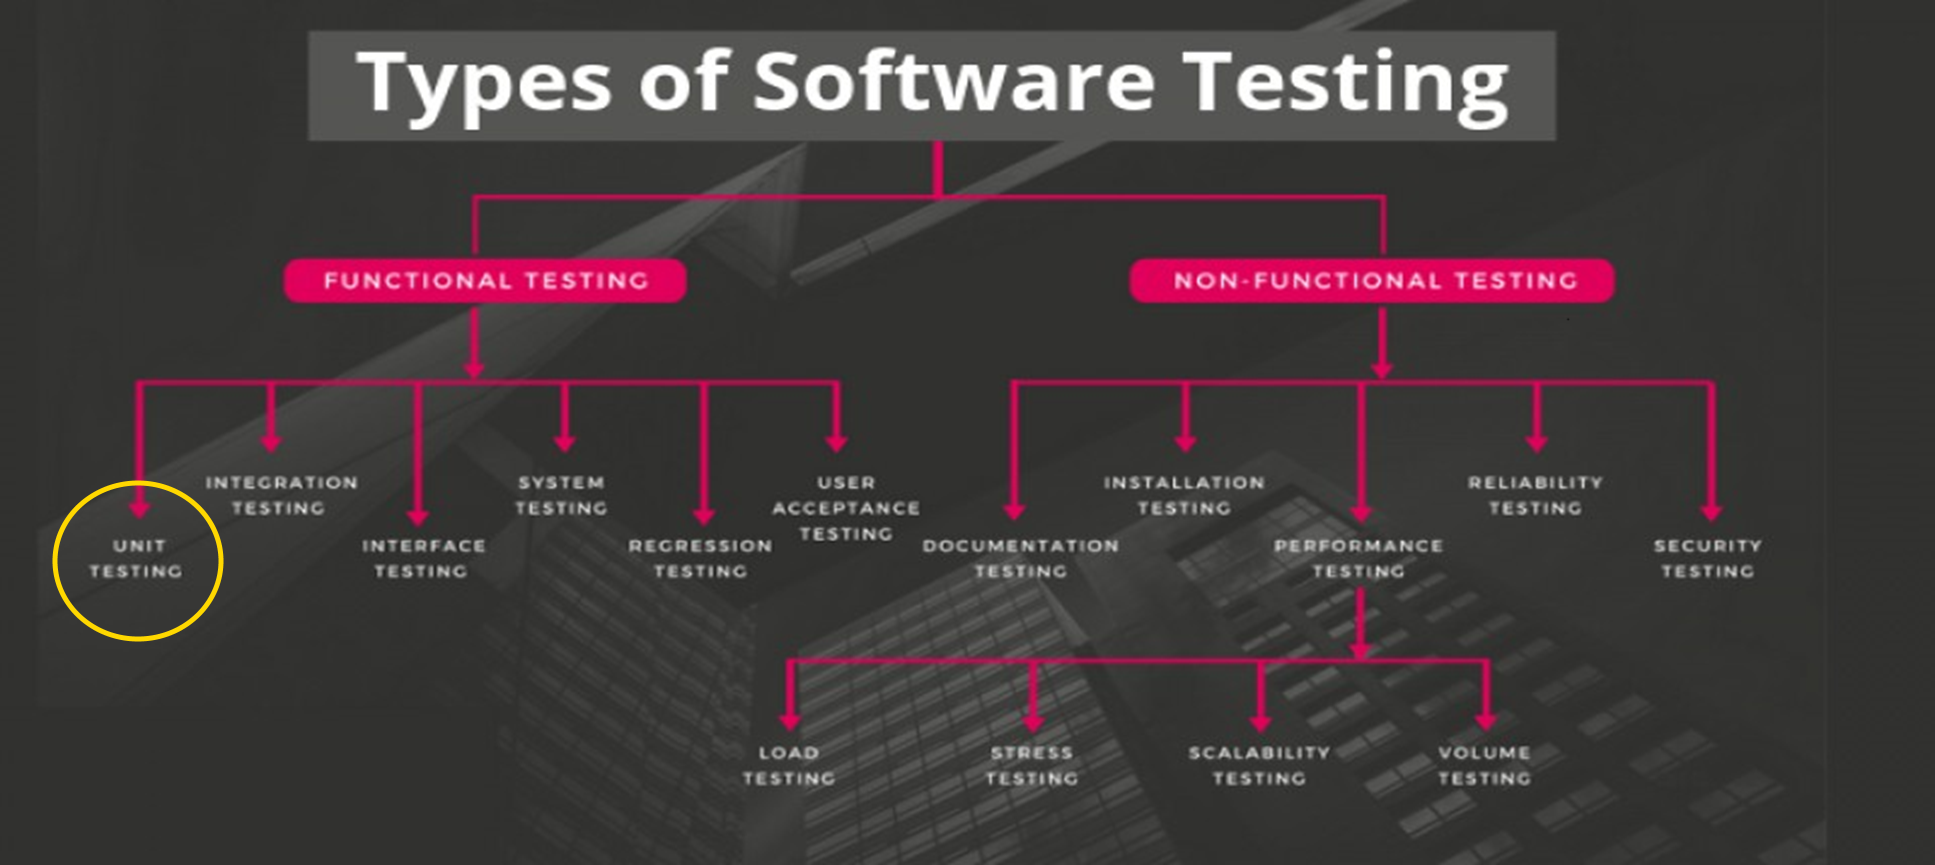 Types of Software Testing
FUNCTIONAL TESTING
NON-FUNCTIONAL TESTING
UNIT
TESTING
INTEGRATION
TESTING
INTERFACE
TESTING
SYSTEM
TESTING
REGRESSION
TESTING
USER
ACCEPTANCE
TESTING
DOCUMENTATION
TESTING
INSTALLATION
TESTING
PERFORMANCE
TESTING
RELIABILITY
TESTING
SECURITY
TESTING
LOAD
TESTING
STRESS
TESTING
SCALABILITY
TESTING
VOLUME
TESTING